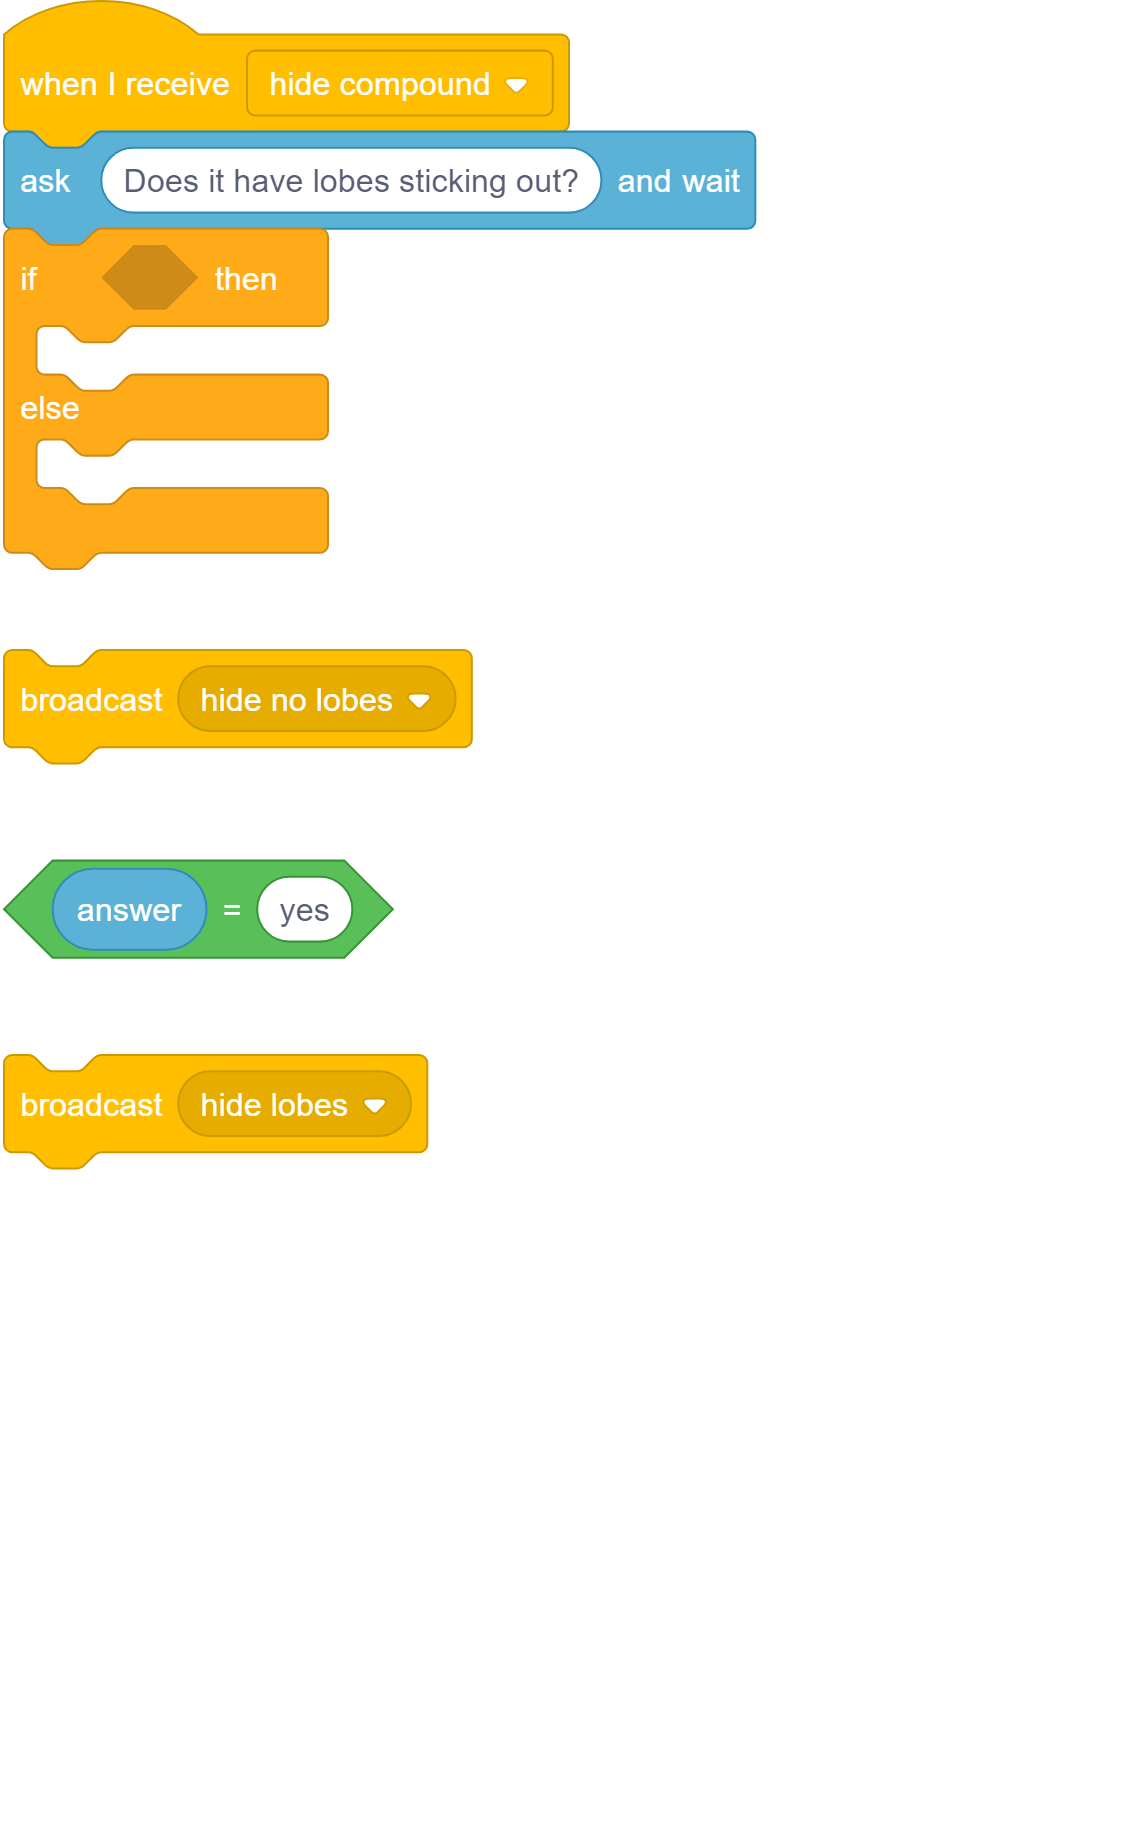 when I receive hide compound
ask Does it have lobes sticking out? and wait
if then
else
broadcast hide no lobes
answer = yes
broadcast hide lobes